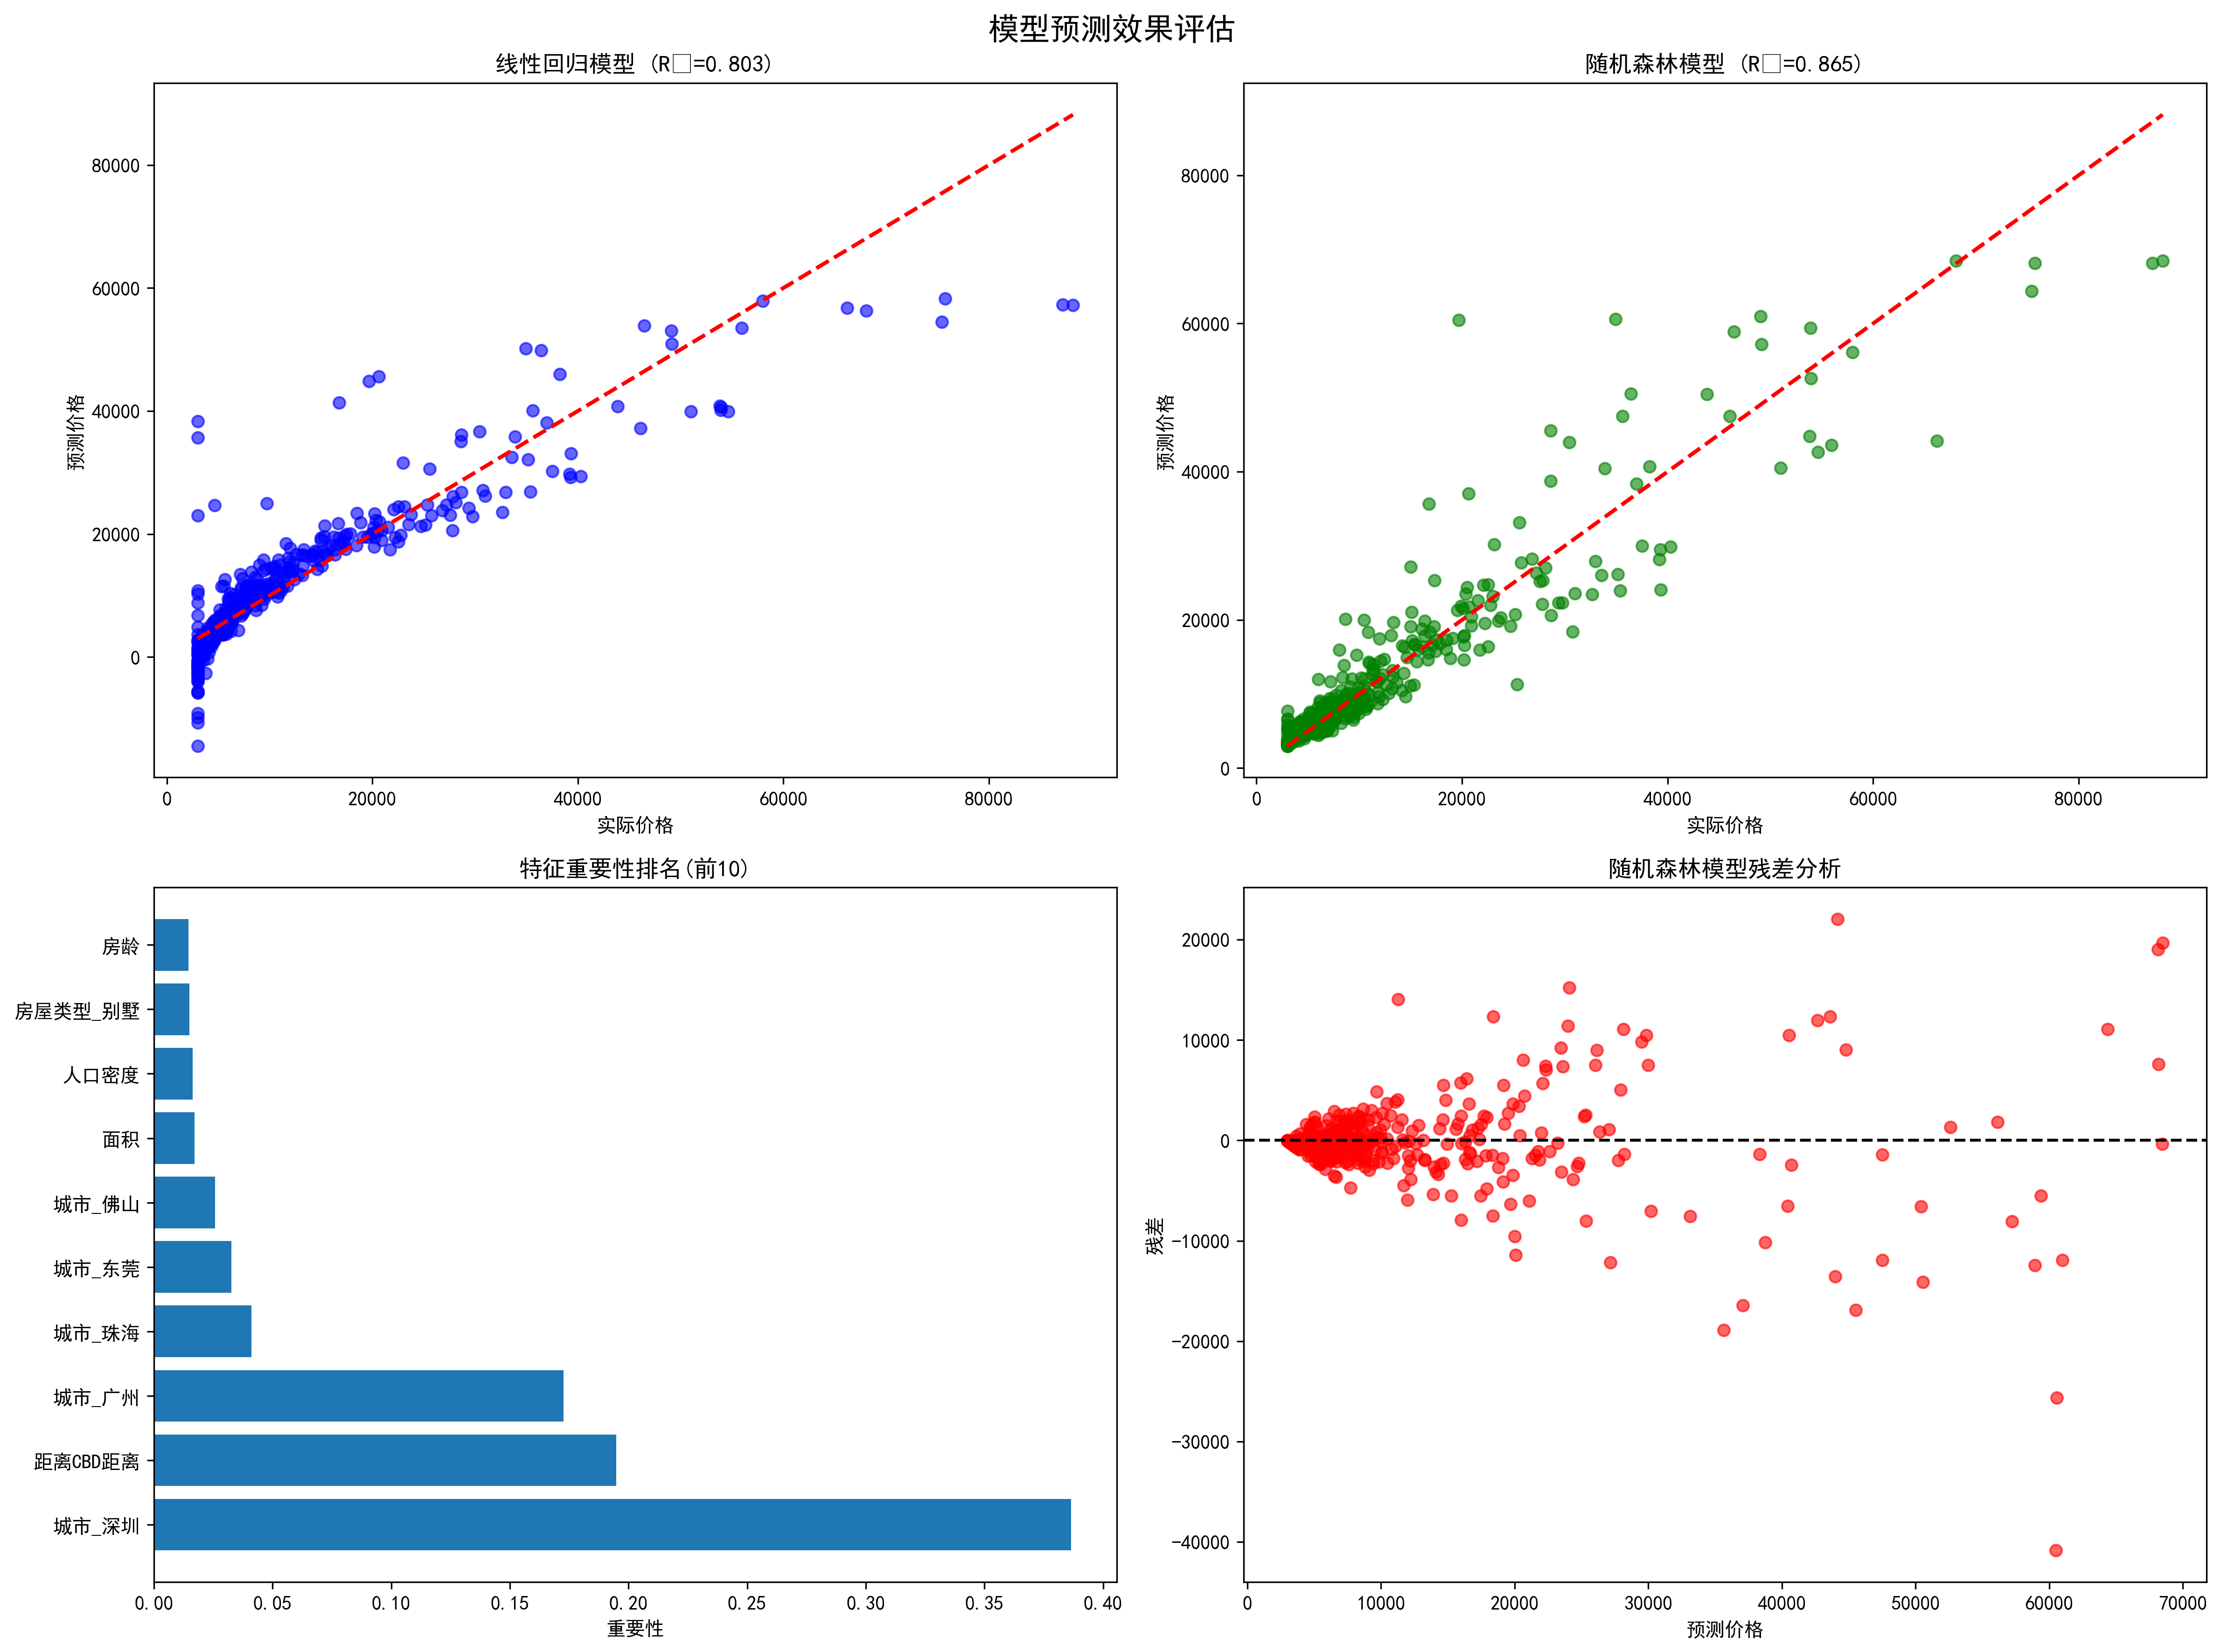 模型预测效果评估
线性回归模型 (R□=0.803)
80000
60000
40000
20000
0
预测价格
0 20000 40000 60000 80000
实际价格
随机森林模型 (R□=0.865)
80000
60000
40000
20000
0
预测价格
0 20000 40000 60000 80000
实际价格
特征重要性排名(前10)
房龄
房屋类型_别墅
人口密度
面积
城市_佛山
城市_东莞
城市_珠海
城市_广州
距离CBD距离
城市_深圳
0.00 0.05 0.10 0.15 0.20 0.25 0.30 0.35 0.40
重要性
随机森林模型残差分析
20000
10000
0
−10000
−20000
−30000
−40000
残差
0 10000 20000 30000 40000 50000 60000 70000
预测价格